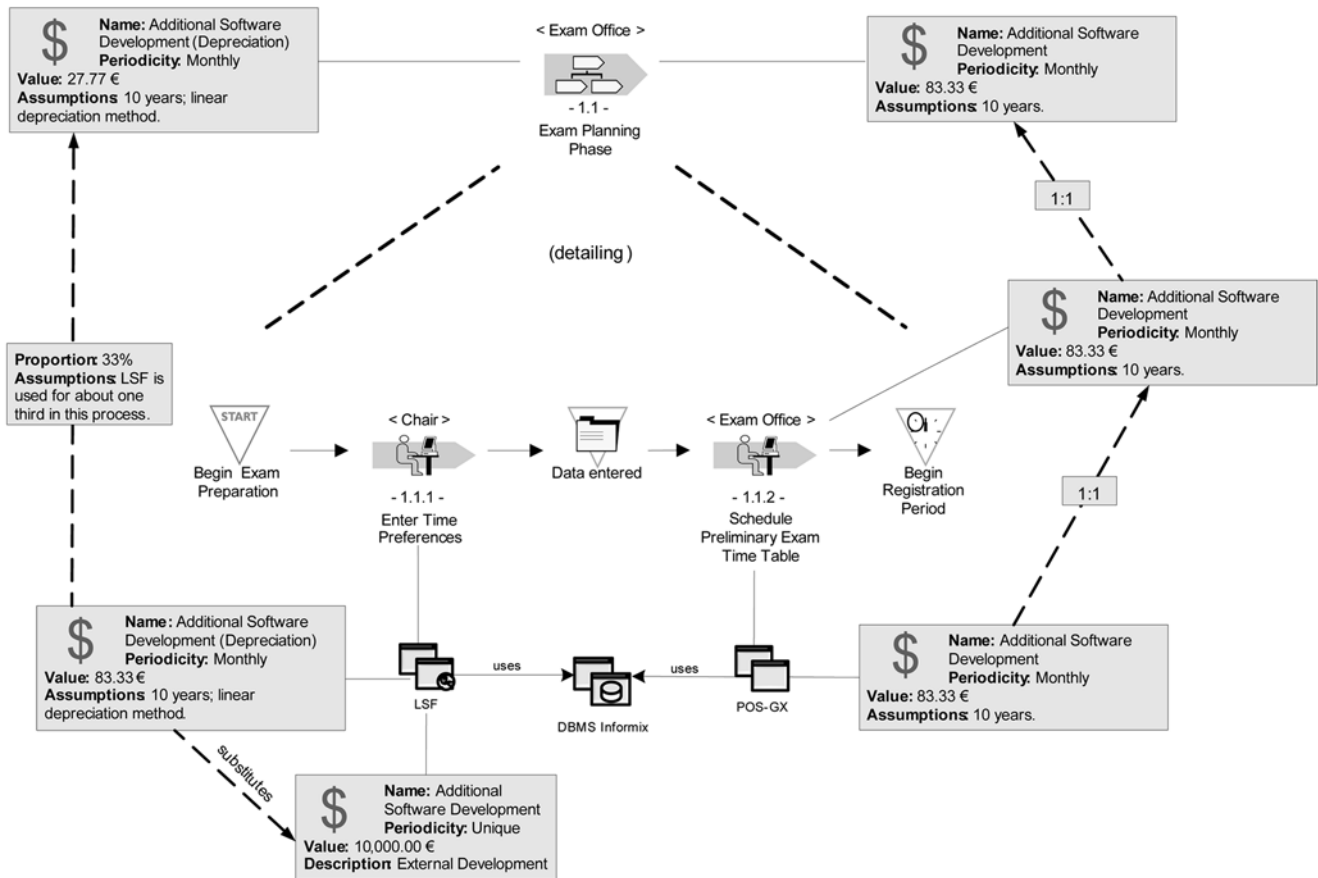 $
Name: Additional Software
Development (Depreciation)
Periodicity: Monthly
Value: 27.77 €
Assumptions: 10 years; linear
depreciation method.
< Exam Office >
- 1.1 -
Exam Planning
Phase
$
Name: Additional Software
Development
Periodicity: Monthly
Value: 83.33 €
Assumptions: 10 years.
1:1
(detailing )
$
Name: Additional Software
Development
Periodicity: Monthly
Value: 83.33 €
Assumptions: 10 years.
Proportion: 33%
Assumptions: LSF is
used for about one
third in this process.
START
Begin Exam
Preparation
< Chair >
- 1.1.1 -
Enter Time
Preferences
Data entered
< Exam Office >
- 1.1.2 -
Schedule
Preliminary Exam
Time Table
Begin
Registration
Period
1:1
$
Name: Additional Software
Development (Depreciation)
Periodicity: Monthly
Value: 83.33 €
Assumptions: 10 years; linear
depreciation method.
LSF
uses
DBMS Informix
uses
POS-GX
$
Name: Additional Software
Development
Periodicity: Monthly
Value: 83.33 €
Assumptions: 10 years.
substitutes
$
Name: Additional
Software Development
Periodicity: Unique
Value: 10,000.00 €
Description: External Development